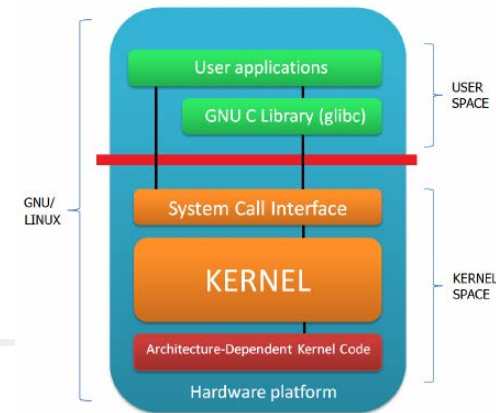 User applications
GNU C Library (glibc)
USER
SPACE
GNU/
LINUX
System Call Interface
KERNEL
KERNEL
SPACE
Architecture-Dependent Kernel Code
Hardware platform